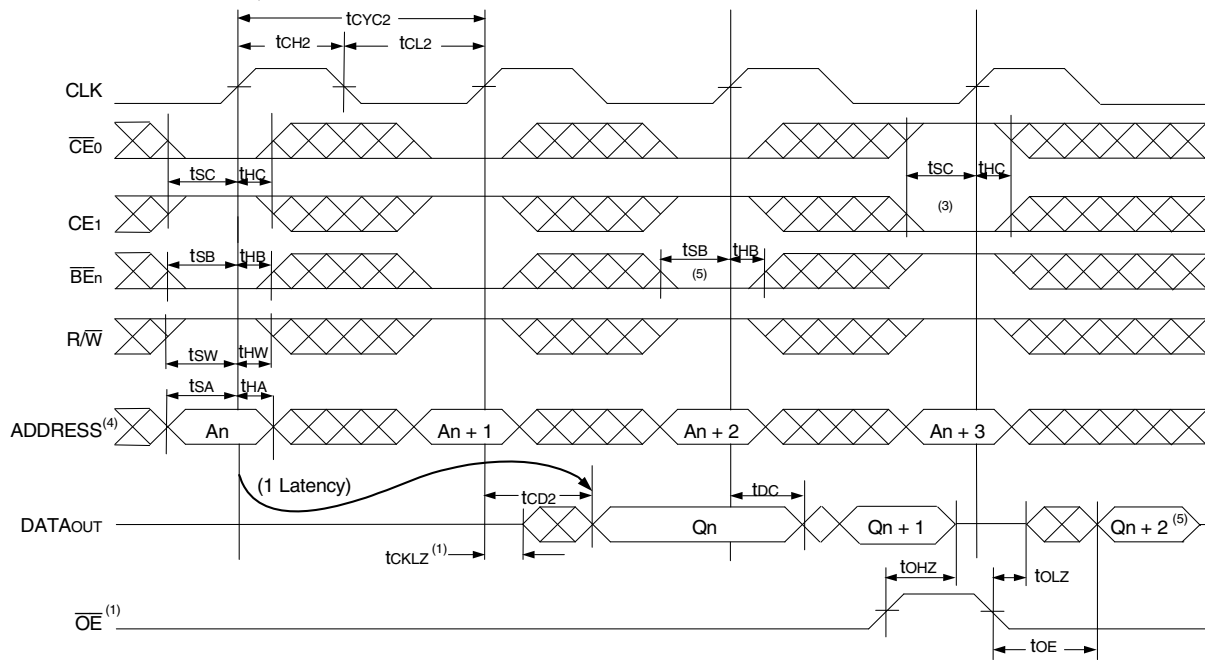 tCYC2
tCH2 tCL2
CLK
CE0
tSC tHC tSC tHC
CE1 (3)
tSB tHB tSB tHB
BEn (5)
R/W
tSW tHW
tSA tHA
ADDRESS(4) An An + 1 An + 2 An + 3
(1 Latency) tCD2 tDC
DATAOUT Qn Qn + 1 Qn + 2 (5)
tCKLZ (1)
tOHZ tOLZ
OE (1)
tOE